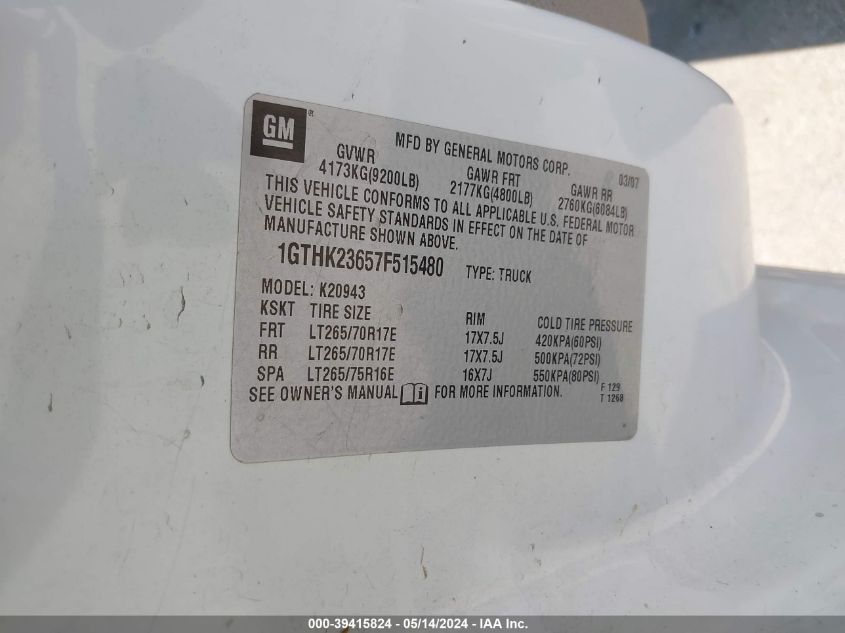 GM®
MFD BY GENERAL MOTORS CORP. 03/07
GVWR GAWR FRT GAWR RR
4173KG(9200LB) 2177KG(4800LB) 2760KG(6084LB)
THIS VEHICLE CONFORMS TO ALL APPLICABLE U.S. FEDERAL MOTOR
VEHICLE SAFETY STANDARDS IN EFFECT ON THE DATE OF
MANUFACTURE SHOWN ABOVE.
1GTHK23657F515480 TYPE: TRUCK
MODEL: K20943
KSKT TIRE SIZE RIM COLD TIRE PRESSURE
FRT LT265/70R17E 17X7.5J 420KPA(60PSI)
RR LT265/70R17E 17X7.5J 500KPA(72PSI)
SPA LT265/75R16E 16X7J 550KPA(80PSI)
SEE OWNER'S MANUAL i FOR MORE INFORMATION. F 129
T 1268
000-39415824 - 05/14/2024 - IAA Inc.